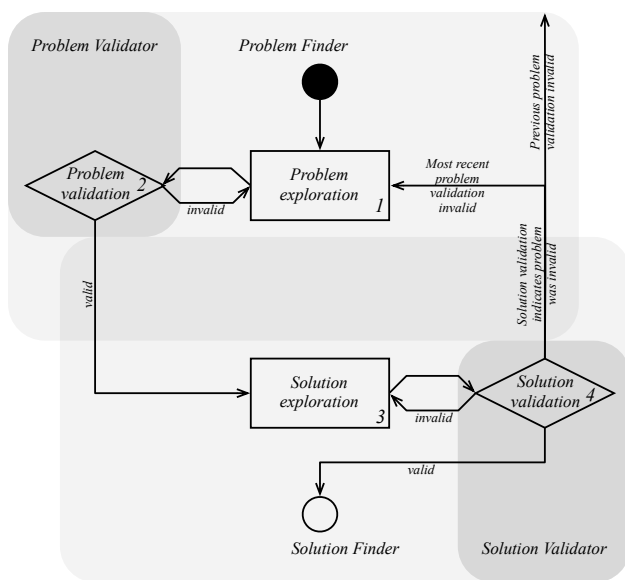 Problem Validator
Problem Finder
Previous problem
validation invalid
Problem
validation 2
Problem
exploration
1
invalid
Most recent
problem
validation
invalid
Solution validation
indicates problem
was invalid
valid
Solution
exploration
3
invalid
Solution
validation 4
valid
Solution Finder
Solution Validator